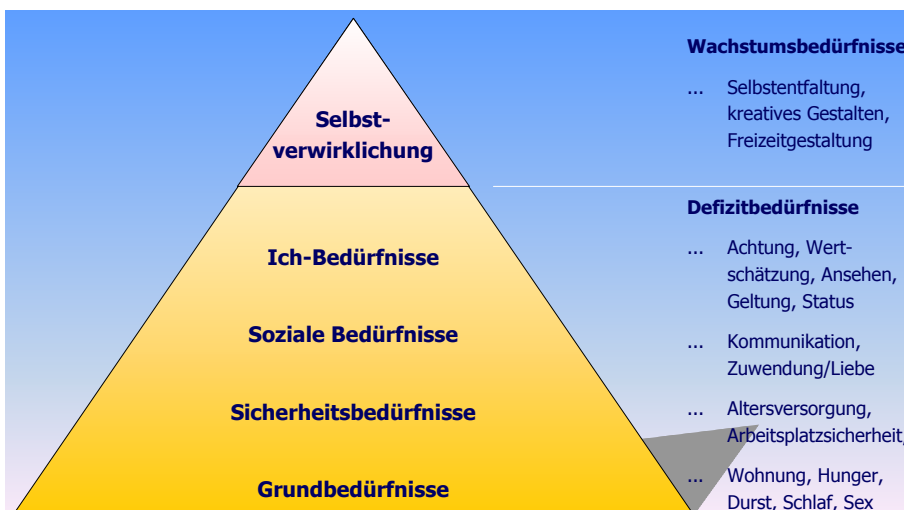 Selbst-
verwirklichung
Ich-Bedürfnisse
Soziale Bedürfnisse
Sicherheitsbedürfnisse
Grundbedürfnisse
Wachstumsbedürfnisse
... Selbstentfaltung,
kreatives Gestalten,
Freizeitgestaltung
Defizitbedürfnisse
... Achtung, Wert-
schätzung, Ansehen,
Geltung, Status
... Kommunikation,
Zuwendung/Liebe
... Altersversorgung,
Arbeitsplatzsicherheit,
... Wohnung, Hunger,
Durst, Schlaf, Sex